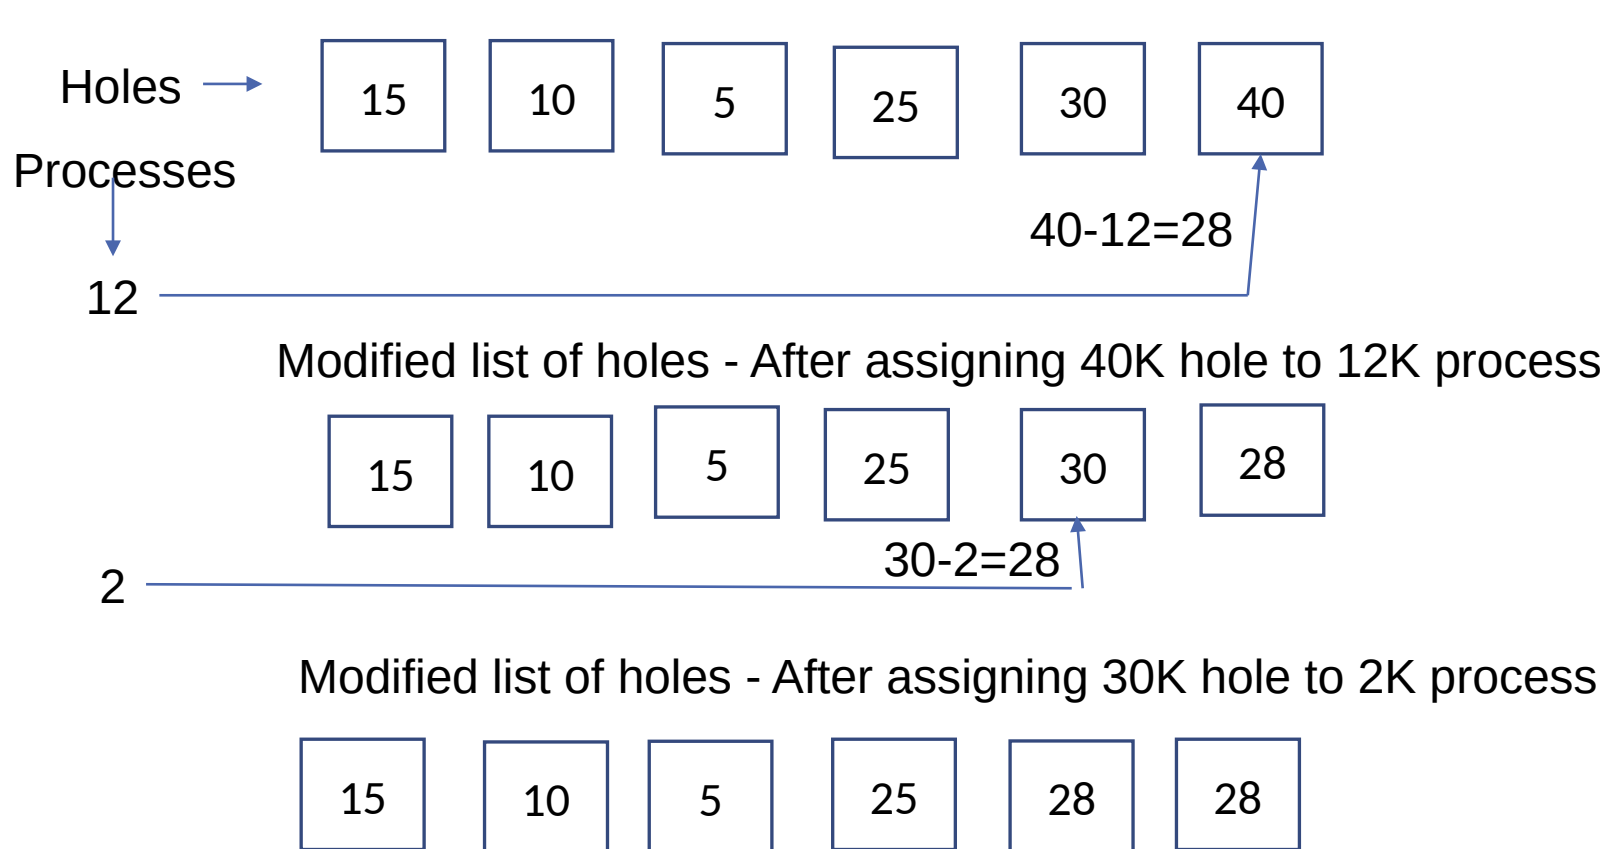 Holes 15 10 5 25 30 40
Processes
40-12=28
12
Modified list of holes - After assigning 40K hole to 12K process
15 10 5 25 30 28
30-2=28
2
Modified list of holes - After assigning 30K hole to 2K process
15 10 5 25 28 28